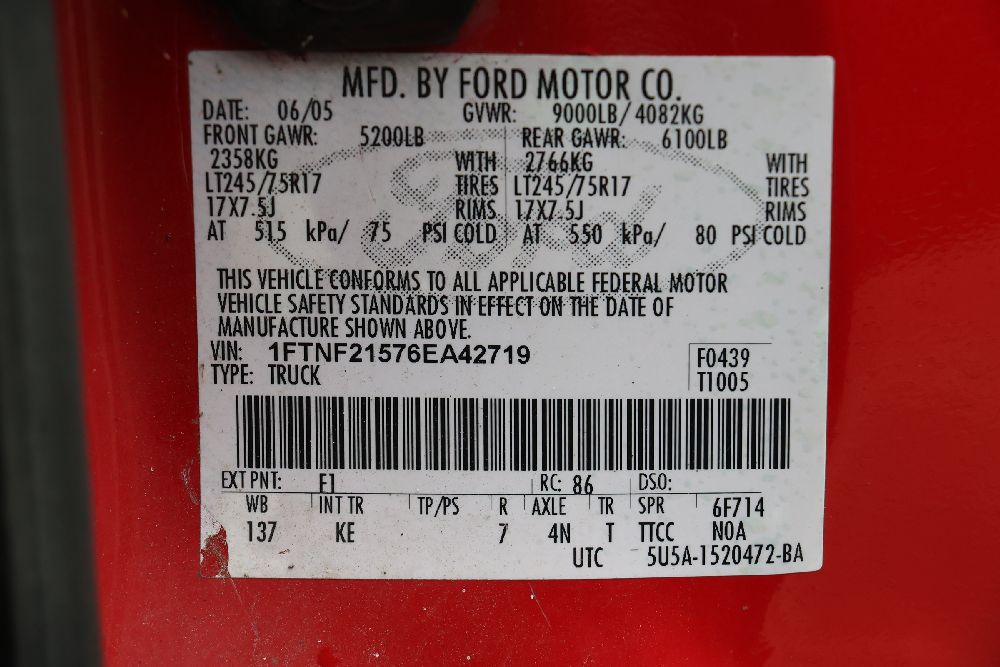 MFD. BY FORD MOTOR CO.
DATE: 06/05 GVWR: 9000LB/4082KG
FRONT GAWR: 5200LB REAR GAWR: 6100LB
2358KG WITH 2766KG WITH
LT245/75R17 TIRES LT245/75R17 TIRES
17X7.5J RIMS 17X7.5J RIMS
AT 515 kPa/ 75 PSI COLD AT 550 kPa/ 80 PSI COLD
Ford
THIS VEHICLE CONFORMS TO ALL APPLICABLE FEDERAL MOTOR
VEHICLE SAFETY STANDARDS IN EFFECT ON THE DATE OF
MANUFACTURE SHOWN ABOVE.
VIN: 1FTNF21576EA42719 F0439
TYPE: TRUCK T1005
EXT PNT: F1 RC: 86 DSO:
WB INT TR TP/PS R AXLE TR SPR 6F714
137 KE 7 4N T TTCC N0A
UTC 5U5A-1520472-BA